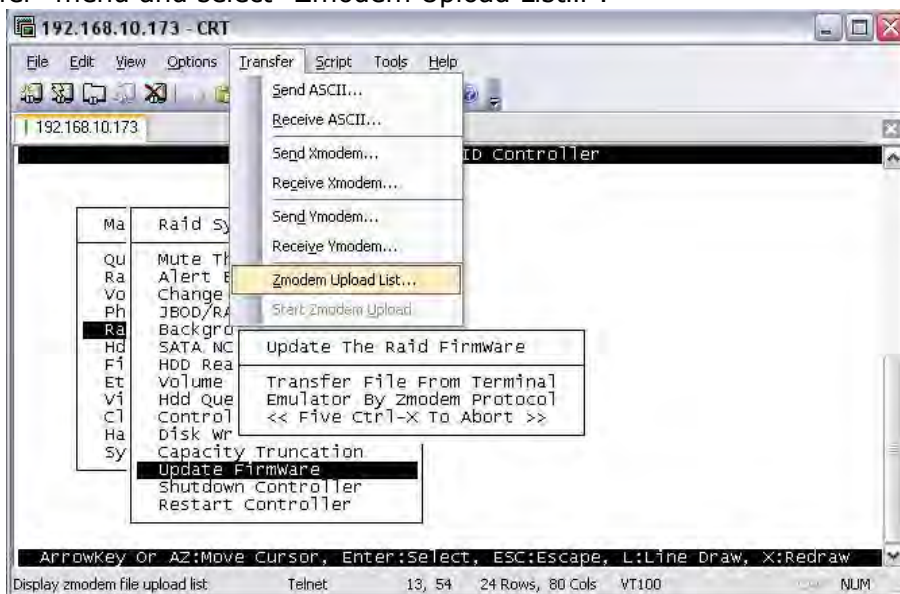 menu and select "Zmodem Upload List...".
192.168.10.173 - CRT
File Edit View Options Transfer Script Tools Help
192.168.10.173
Send ASCII...
Receive ASCII...
Send Xmodem...
Receive Xmodem...
Send Ymodem...
Receive Ymodem...
Zmodem Upload List...
Start Zmodem Upload
ID Controller
Ma
Qu
Ra
Vo
Ph
Ra
Hd
Fi
Et
Vi
Cl
Ha
Sy
Raid Sy
Mute Th
Alert B
Change
JBOD/RA
Backgro
SATA NC
HDD Rea
Volume
Hdd Que
Control
Disk Wr
Capacity Truncation
Update Firmware
Shutdown Controller
Restart Controller
Update The Raid Firmware
Transfer File From Terminal
Emulator By Zmodem Protocol
<< Five Ctrl-X To Abort >>
ArrowKey Or AZ:Move Cursor, Enter:Select, ESC:Escape, L:Line Draw, X:Redraw
Display zmodem file upload list Telnet 13, 54 24 Rows, 80 Cols VT100 NUM